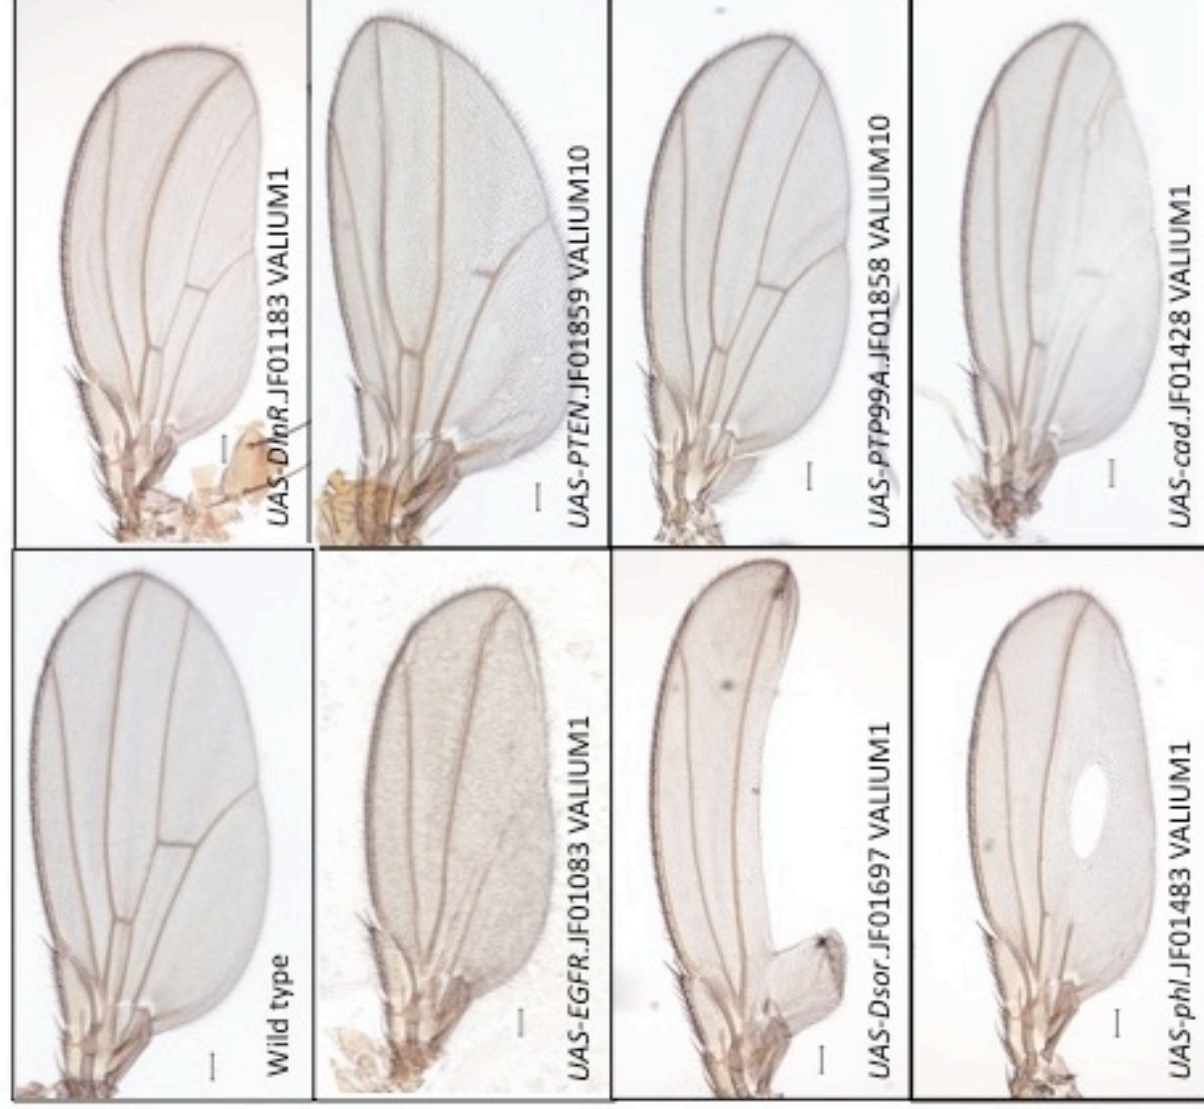 UAS-DInR.JF01183 VALIUM1
UAS-PTEN.JF01859 VALIUM10
UAS-PTP99A.JF01858 VALIUM10
UAS-cad.JF01428 VALIUM1
Wild type
UAS-EGFR.JF01083 VALIUM1
UAS-Dsor.JF01697 VALIUM1
UAS-phl.JF01483 VALIUM1